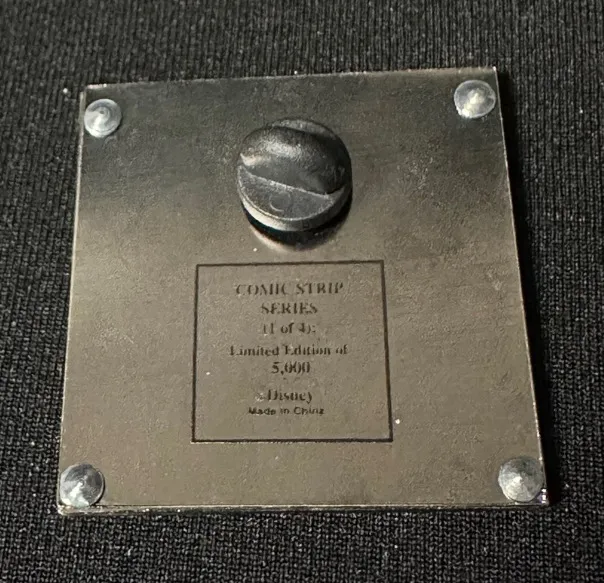 COMIC STRIP
SERIES
(1 of 4):
Limited Edition of
5,000
Disney
Made in China